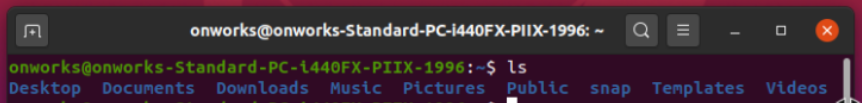 onworks@onworks-Standard-PC-i440FX-PIIX-1996: ~
onworks@onworks-Standard-PC-i440FX-PIIX-1996:~$ ls
Desktop Documents Downloads Music Pictures Public snap Templates Videos